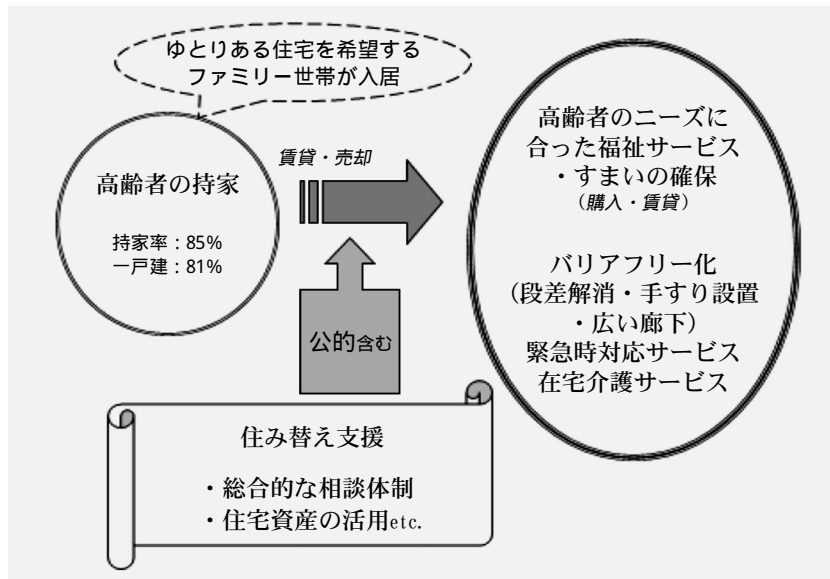 ゆとりある住宅を希望する
ファミリー世帯が入居
高齢者の持家
持家率：85%
一戸建：81%
賃貸・売却
公的含む
高齢者のニーズに
合った福祉サービス
・すまいの確保
（購入・賃貸）
バリアフリー化
（段差解消・手すり設置
・広い廊下）
緊急時対応サービス
在宅介護サービス
住み替え支援
・総合的な相談体制
・住宅資産の活用etc.